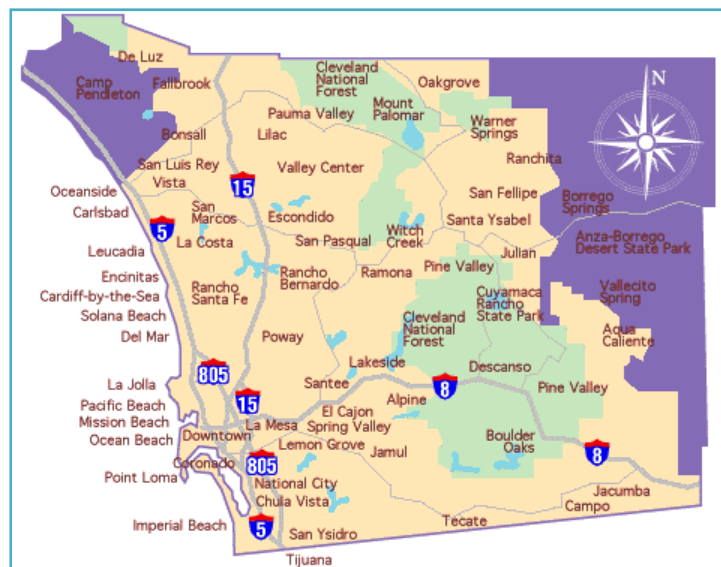 De Luz
Camp
Pendleton
Fallbrook
Cleveland
National
Forest
Oakgrove
N
Mount
Palomar
Pauma Valley
Bonsall
Lilac
Warner
Springs
San Luis Rey
Vista
Valley Center
Ranchita
15
Oceanside
San Fellipe
Borrego
Springs
Carlsbad
San
Marcos
Escondido
Santa Ysabel
5
La Costa
San Pasqual
Witch
Creek
Anza-Borrego
Desert State Park
Leucadia
Julian
Encinitas
Rancho
Bernardo
Ramona
Pine Valley
Cardiff-by-the-Sea
Rancho
Santa Fe
Cuyamaca
Rancho
State Park
Vallecito
Spring
Solana Beach
Cleveland
National
Forest
Del Mar
Poway
Aqua
Caliente
Lakeside
Descanso
805
La Jolla
Santee
8
Pine Valley
15
Alpine
Pacific Beach
El Cajon
Mission Beach
La Mesa
Spring Valley
Ocean Beach
Downtown
Lemon Grove
Boulder
Oaks
Jamul
8
Coronado
805
Point Loma
National City
Jacumba
Chula Vista
Campo
Imperial Beach
5
San Ysidro
Tecate
Tijuana